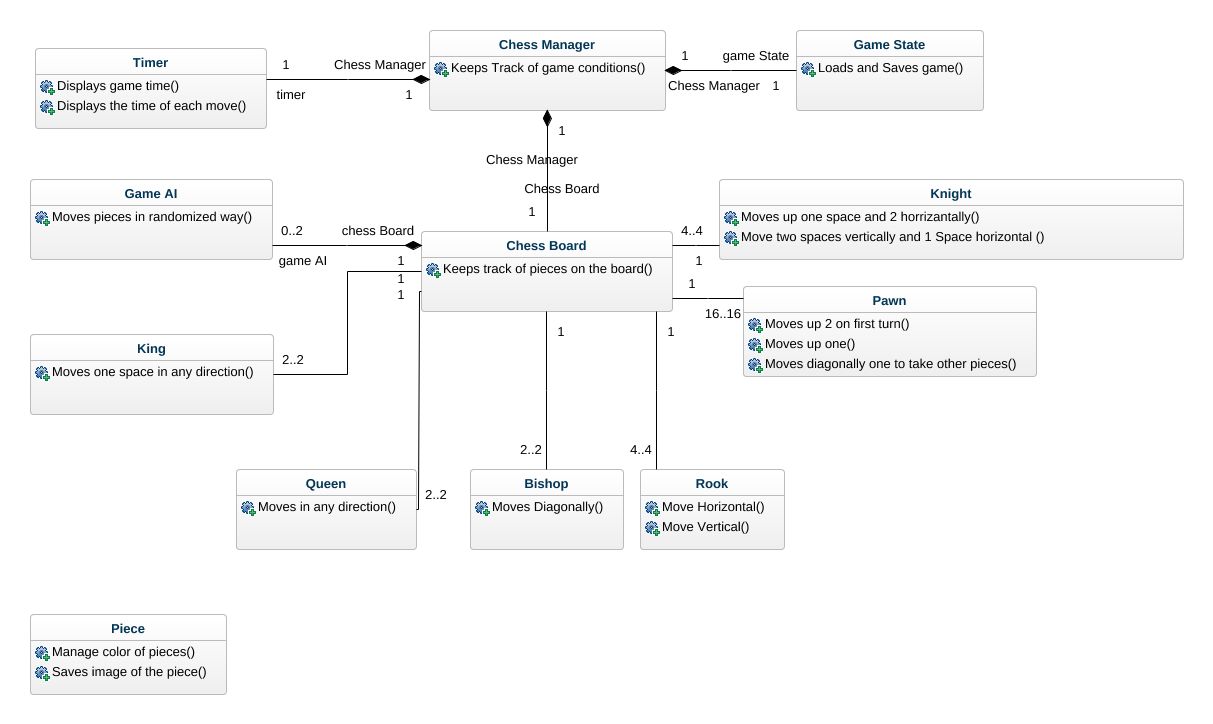 Chess Manager
Keeps Track of game conditions()
Game State
Loads and Saves game()
Timer
Displays game time()
Displays the time of each move()
1
Chess Manager
timer
1
1
game State
Chess Manager
1
1
Chess Manager
Chess Board
1
Game AI
Moves pieces in randomized way()
0..2
chess Board
game AI
1
1
1
Chess Board
Keeps track of pieces on the board()
4..4
1
Knight
Moves up one space and 2 horrizantally()
Move two spaces vertically and 1 Space horizontal ()
1
16..16
Pawn
Moves up 2 on first turn()
Moves up one()
Moves diagonally one to take other pieces()
King
Moves one space in any direction()
2..2
1
1
2..2
4..4
Queen
Moves in any direction()
2..2
Bishop
Moves Diagonally()
Rook
Move Horizontal()
Move Vertical()
Piece
Manage color of pieces()
Saves image of the piece()